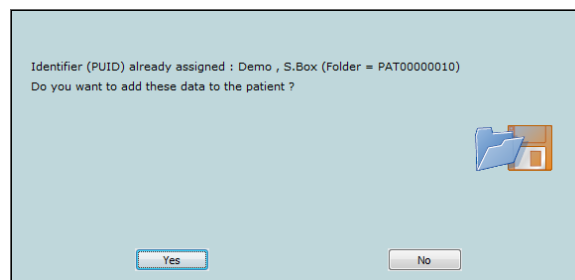 Identifier (PUID) already assigned : Demo , S.Box (Folder = PAT00000010)
Do you want to add these data to the patient ?
Yes
No